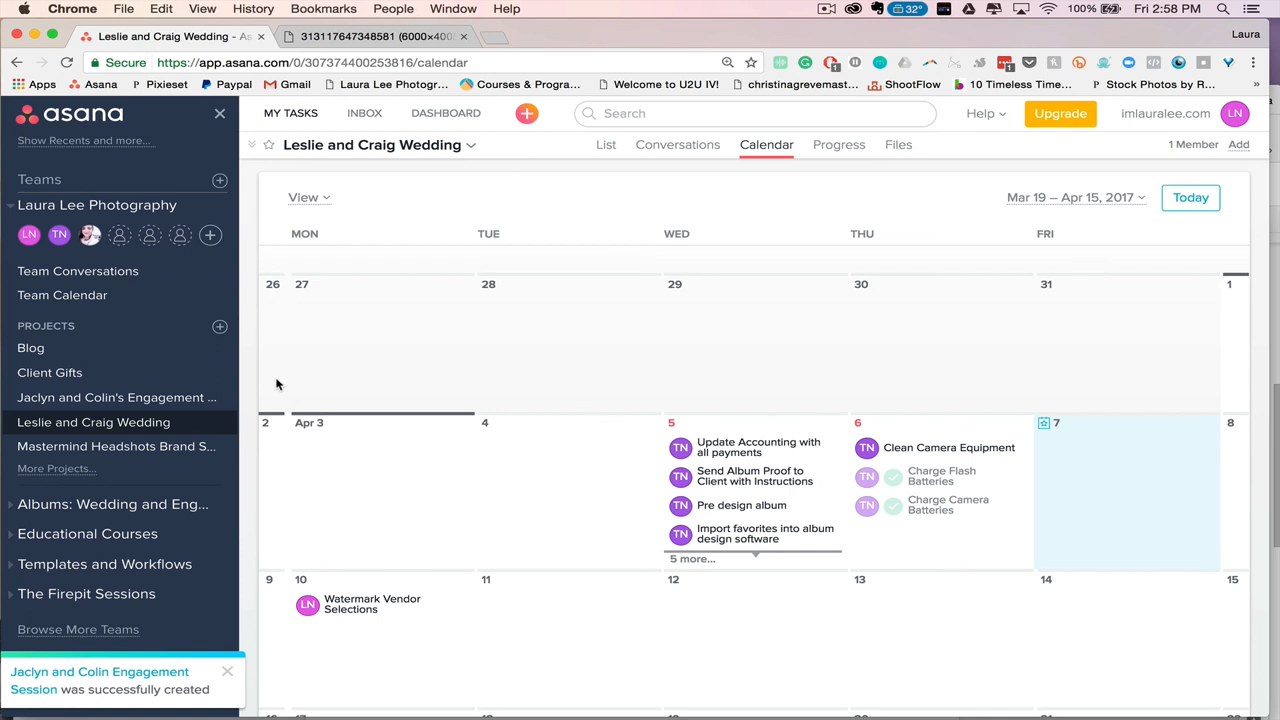 Chrome File Edit View History Bookmarks People Window Help 32° 100% Fri 2:58 PM
Leslie and Craig Wedding - As 313117647348581 (6000×400 Laura
Secure https://app.asana.com/0/307374400253816/calendar
Apps Asana Pixieset Paypal Gmail Laura Lee Photogr... Courses & Progra... Welcome to U2U IV! christinagrevemast... ShootFlow 10 Timeless Time... Stock Photos by R...
asana MY TASKS INBOX DASHBOARD Search Help Upgrade imlauralee.com LN
Show Recents and more...
Leslie and Craig Wedding List Conversations Calendar Progress Files 1 Member Add
Teams
Laura Lee Photography
LN TN
Team Conversations
Team Calendar
PROJECTS
Blog
Client Gifts
Jaclyn and Colin's Engagement ...
Leslie and Craig Wedding
Mastermind Headshots Brand S...
More Projects...
Albums: Wedding and Eng...
Educational Courses
Templates and Workflows
The Firepit Sessions
Browse More Teams
Jaclyn and Colin Engagement
Session was successfully created
View Mar 19 – Apr 15, 2017 Today
MON TUE WED THU FRI
26 27 28 29 30 31 1
2 Apr 3 4 5 6 7 8
TN Update Accounting with
all payments
TN Send Album Proof to
Client with Instructions
TN Pre design album
TN Import favorites into album
design software
5 more...
TN Clean Camera Equipment
TN Charge Flash
Batteries
TN Charge Camera
Batteries
9 10 11 12 13 14 15
LN Watermark Vendor
Selections